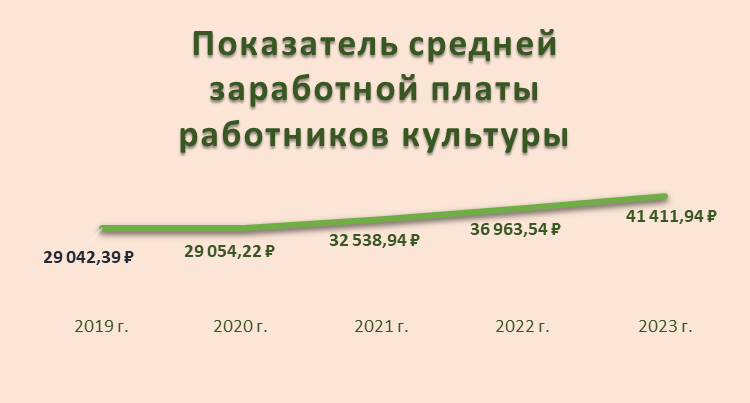 Показатель средней
заработной платы
работников культуры
29 042,39 ₽
29 054,22 ₽
32 538,94 ₽
36 963,54 ₽
41 411,94 ₽
2019 г.
2020 г.
2021 г.
2022 г.
2023 г.